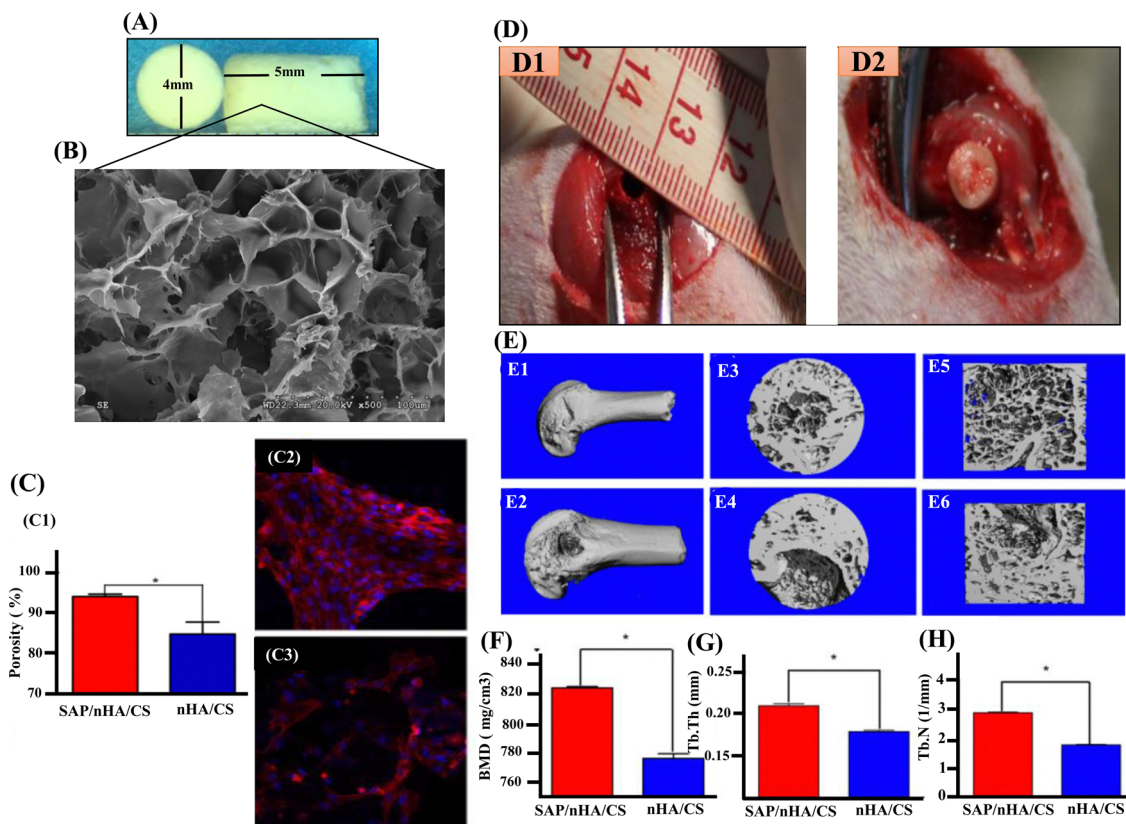 (A)
4mm
5mm
(B)
SE
WD22.3mm 20.0kV x500 100um
(C)
(C1)
100
90
80
70
Porosity ( %)
*
SAP/nHA/CS
nHA/CS
(C2)
(C3)
(D)
D1
15
14
13
12
D2
(E)
E1
E3
E5
E2
E4
E6
(F)
840
820
800
780
760
BMD ( mg/cm3)
*
SAP/nHA/CS
nHA/CS
(G)
0.25
0.20
0.15
Tb.Th (mm)
*
SAP/nHA/CS
nHA/CS
(H)
4
3
2
1
0
Tb.N (1/mm)
*
SAP/nHA/CS
nHA/CS